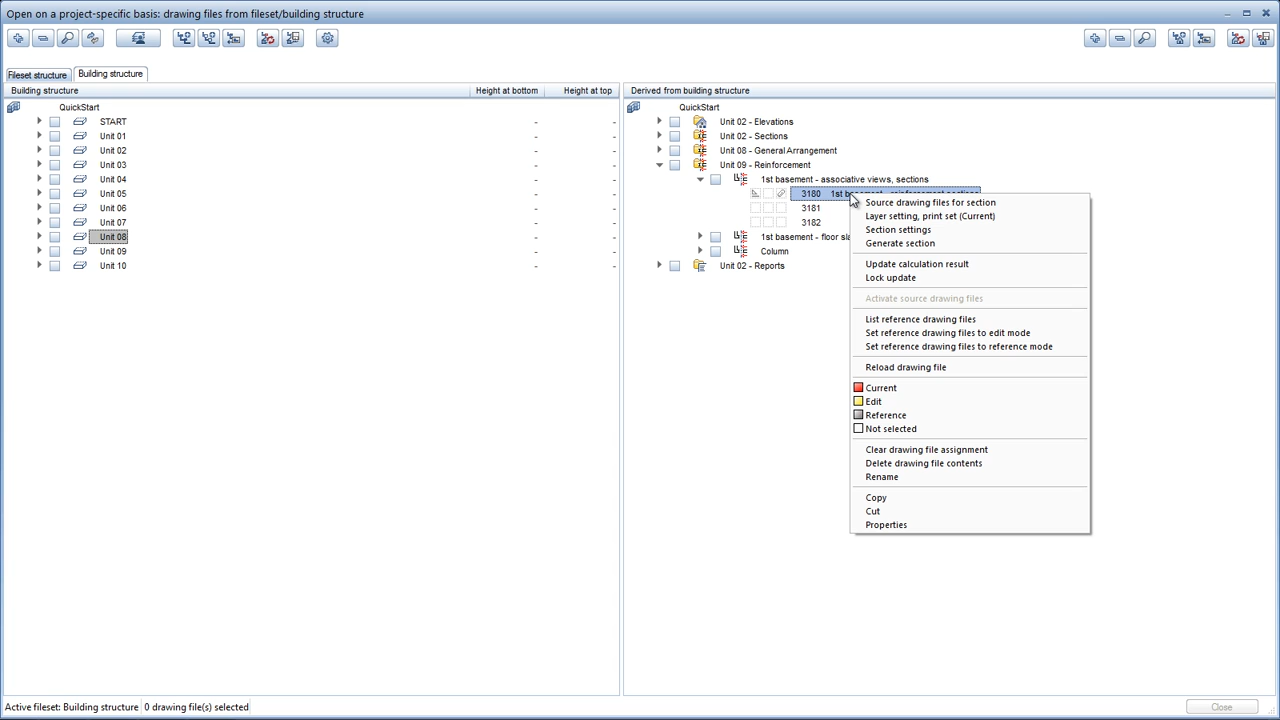 Open on a project-specific basis: drawing files from fileset/building structure
Fileset structure
Building structure
Building structure
Height at bottom
Height at top
QuickStart
START
-
-
Unit 01
-
-
Unit 02
-
-
Unit 03
-
-
Unit 04
-
-
Unit 05
-
-
Unit 06
-
-
Unit 07
-
-
Unit 08
-
-
Unit 09
-
-
Unit 10
-
-
Derived from building structure
QuickStart
Unit 02 - Elevations
Unit 02 - Sections
Unit 08 - General Arrangement
Unit 09 - Reinforcement
1st basement - associative views, sections
3180 1st
3181
3182
1st basement - floor
Column
Unit 02 - Reports
Source drawing files for section
Layer setting, print set (Current)
Section settings
Generate section
Update calculation result
Lock update
Activate source drawing files
List reference drawing files
Set reference drawing files to edit mode
Set reference drawing files to reference mode
Reload drawing file
Current
Edit
Reference
Not selected
Clear drawing file assignment
Delete drawing file contents
Rename
Copy
Cut
Properties
Active fileset: Building structure
0 drawing file(s) selected
Close